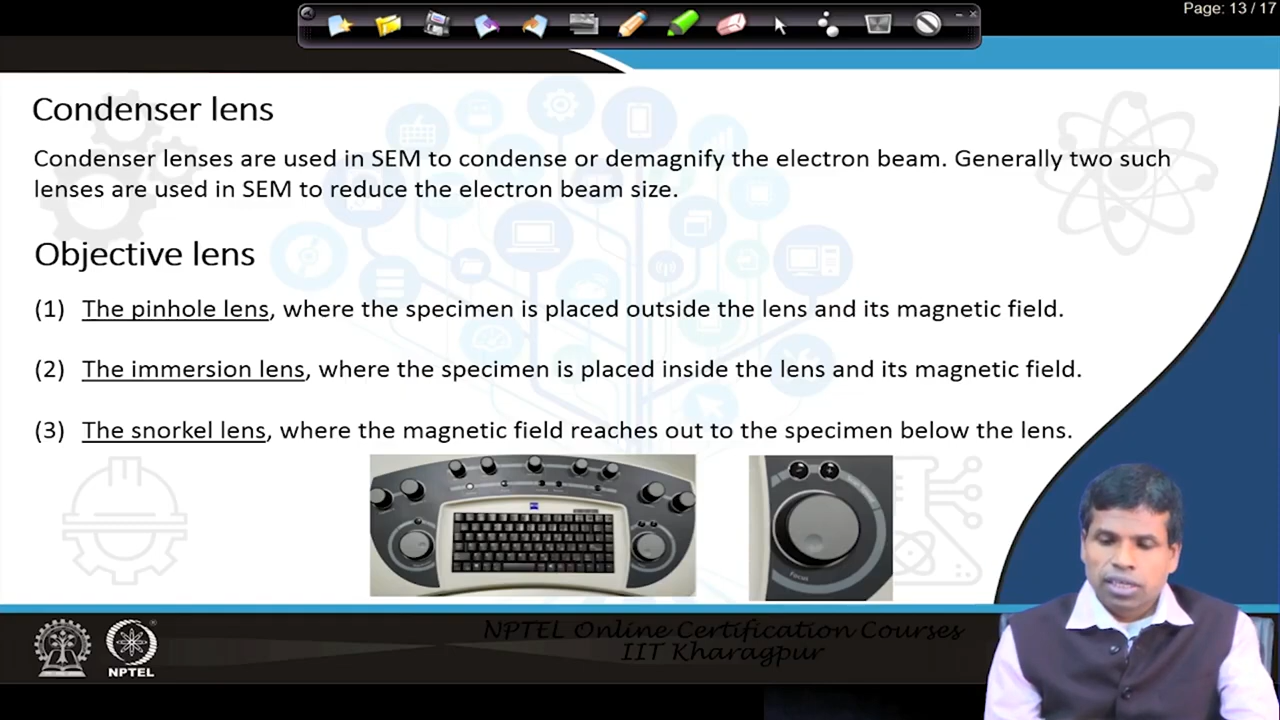 Page: 13 / 17
Condenser lens
Condenser lenses are used in SEM to condense or demagnify the electron beam. Generally two such
lenses are used in SEM to reduce the electron beam size.
Objective lens
(1) The pinhole lens, where the specimen is placed outside the lens and its magnetic field.
(2) The immersion lens, where the specimen is placed inside the lens and its magnetic field.
(3) The snorkel lens, where the magnetic field reaches out to the specimen below the lens.
Focus
NPTEL Online Certification Courses
IIT Kharagpur
NPTEL